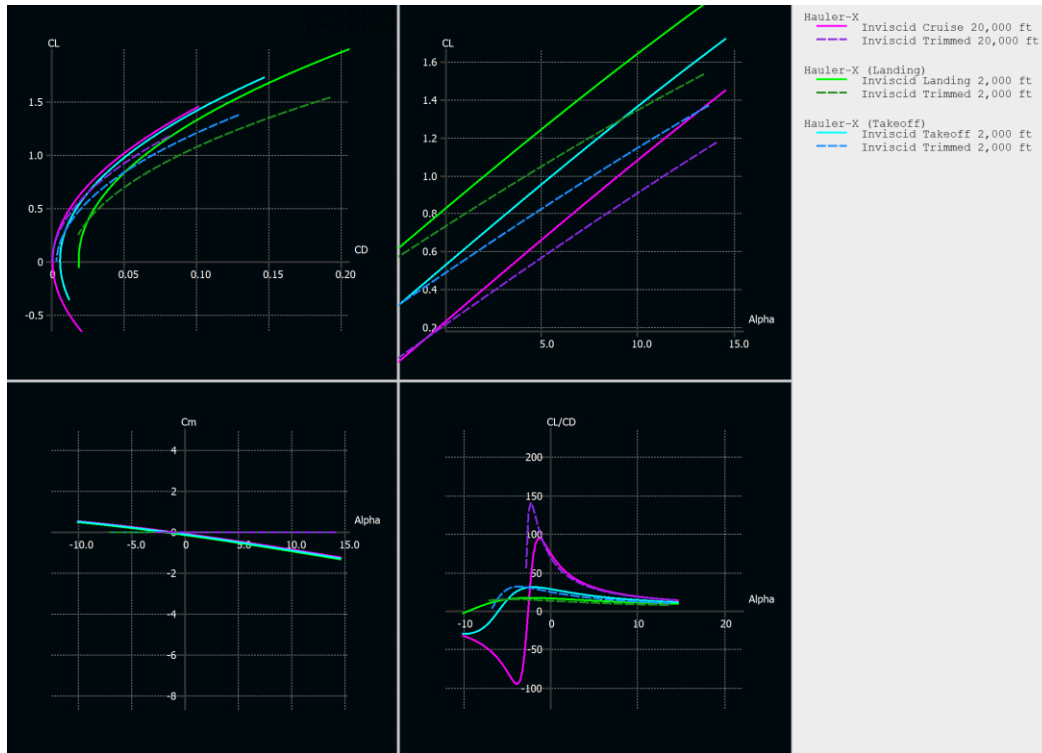 CL
1.5
1.0
0.5
0
-0.5
CD
0
0.05
0.10
0.15
0.20
CL
1.6
1.4
1.2
1.0
0.8
0.6
0.4
0.2
Alpha
5.0
10.0
15.0
Hauler-X
Inviscid Cruise 20,000 ft
Inviscid Trimmed 20,000 ft
Hauler-X (Landing)
Inviscid Landing 2,000 ft
Inviscid Trimmed 2,000 ft
Hauler-X (Takeoff)
Inviscid Takeoff 2,000 ft
Inviscid Trimmed 2,000 ft
Cm
4
2
0
-2
-4
-6
-8
Alpha
-10.0
-5.0
0
5.0
10.0
15.0
CL/CD
200
150
100
50
0
-50
-100
Alpha
-10
0
10
20